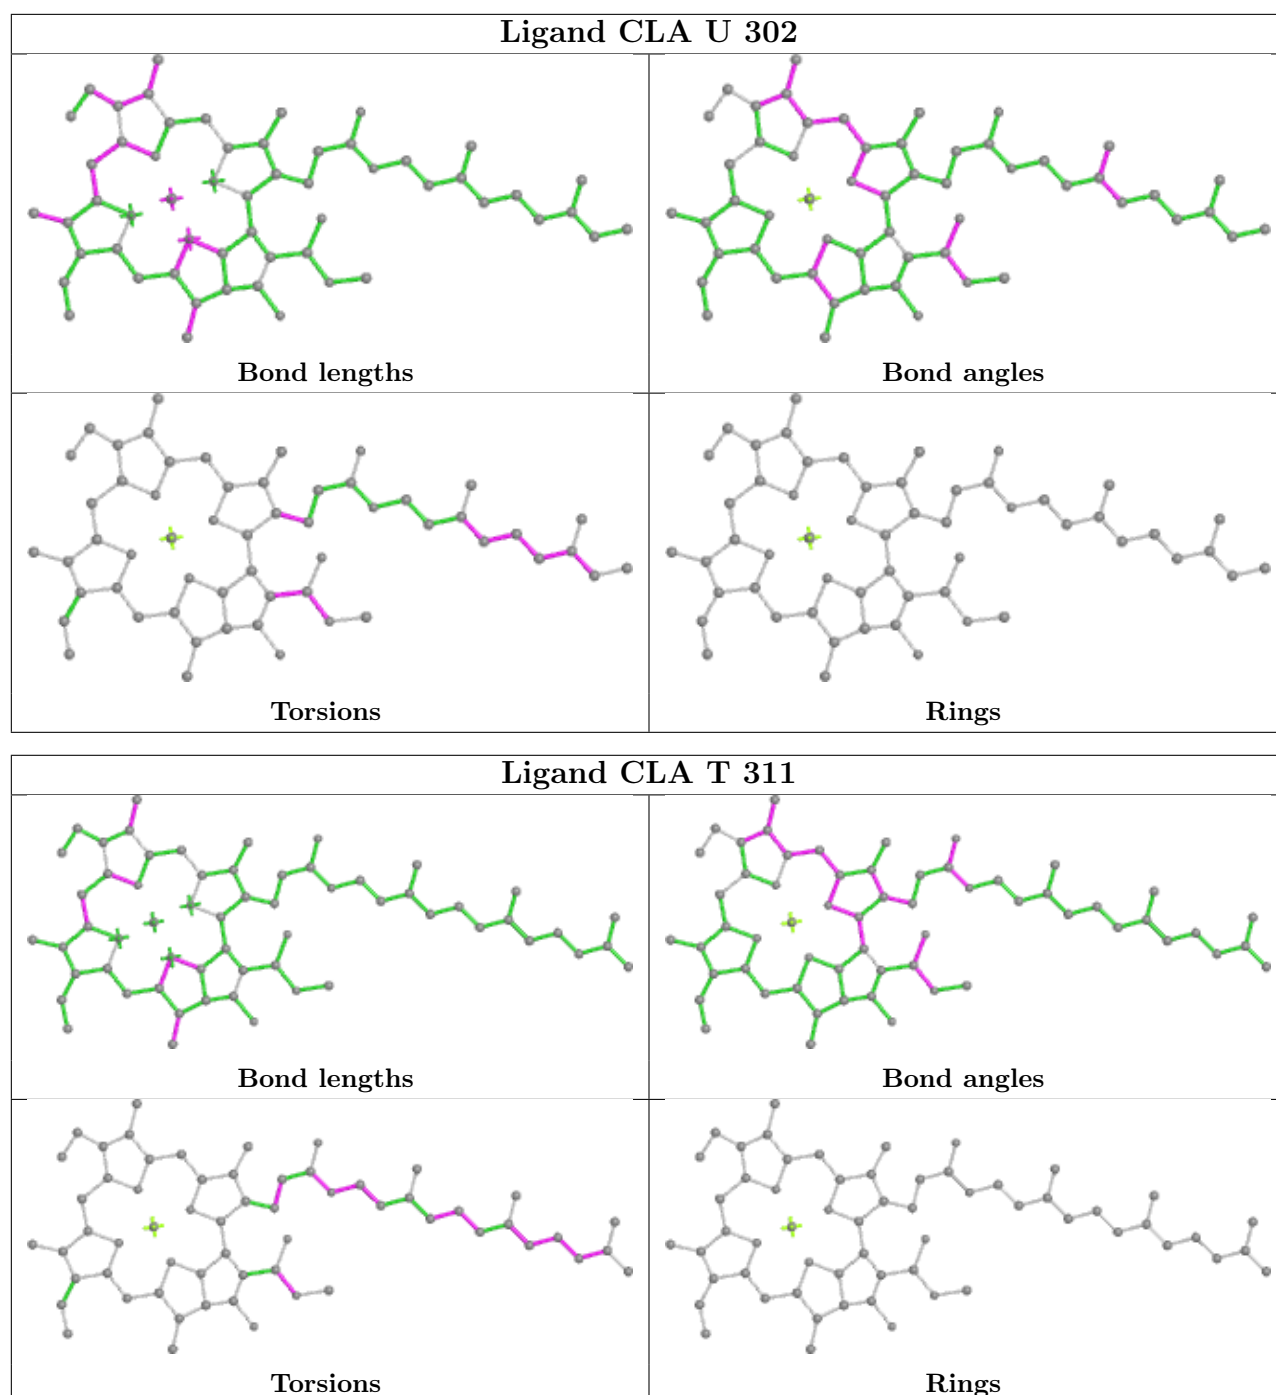 Ligand CLA U 302
Bond lengths
Bond angles
Torsions
Rings
Ligand CLA T 311
Bond lengths
Bond angles
Torsions
Rings